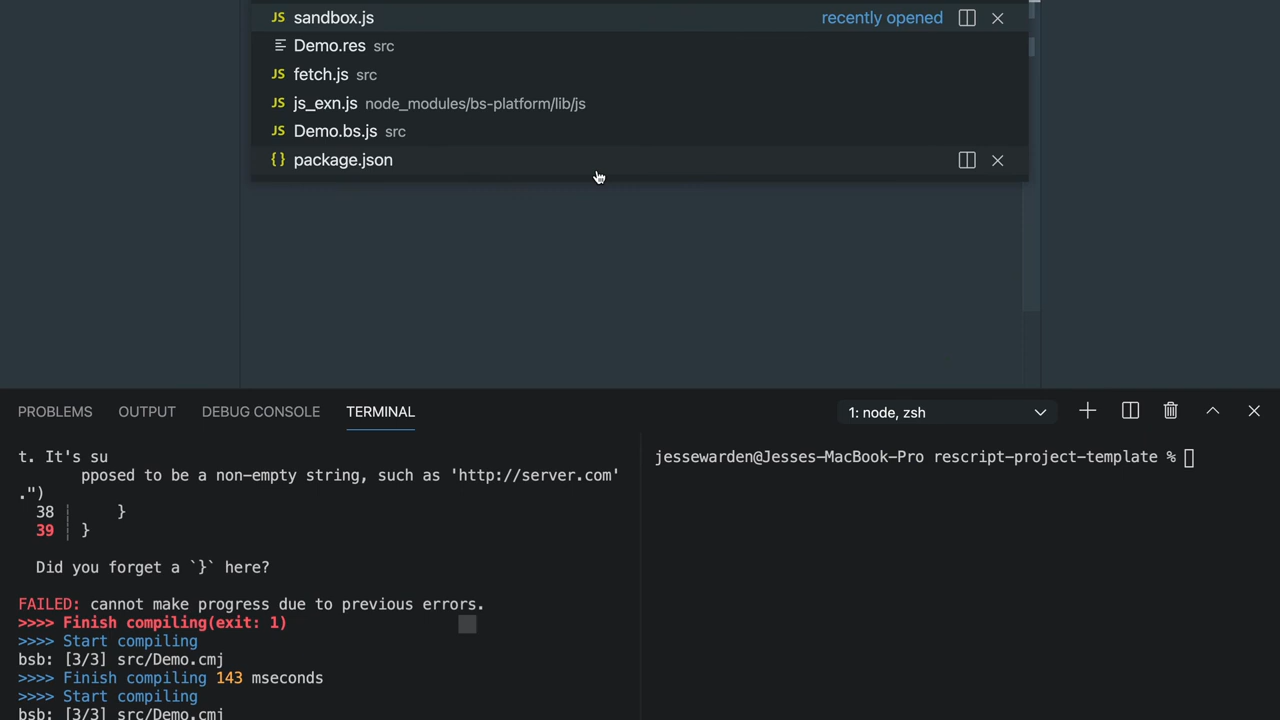 JS sandbox.js recently opened
Demo.res src
JS fetch.js src
JS js_exn.js node_modules/bs-platform/lib/js
JS Demo.bs.js src
{} package.json
PROBLEMS OUTPUT DEBUG CONSOLE TERMINAL 1: node, zsh
t. It's su
pposed to be a non-empty string, such as 'http://server.com'
.")
38 }
39 }
Did you forget a `}` here?
FAILED: cannot make progress due to previous errors.
>>>> Finish compiling(exit: 1)
>>>> Start compiling
bsb: [3/3] src/Demo.cmj
>>>> Finish compiling 143 mseconds
>>>> Start compiling
bsb: [3/3] src/Demo.cmj
jessewarden@Jesses-MacBook-Pro rescript-project-template %